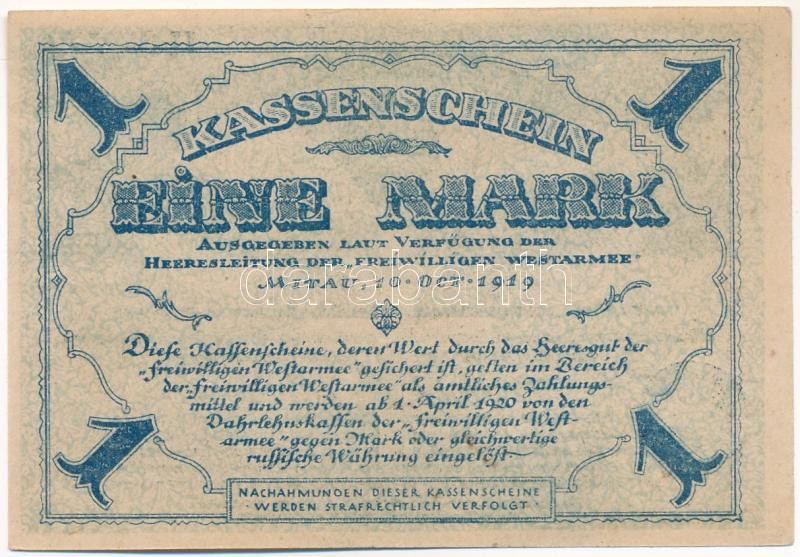 1 1
KASSENSCHEIN
EINE MARK
AUSGEGEBEN LAUT VERFÜGUNG DER
HEERESLEITUNG DER „FREIWILLIGEN WESTARMEE“
MITAU, 10 · OKT · 1919
darabanth
Diese Kassenscheine, deren Wert durch das Heeresgut der
„freiwilligen Westarmee“ gesichert ist, gelten im Bereich
der „freiwilligen Westarmee“ als amtliches Zahlungs-
mittel und werden ab 1 · April 1920 von den
Dahrlehnskassen der „freiwilligen West-
armee“ gegen Mark oder gleichwertige
russische Währung eingelöst
1 1
NACHAHMUNGEN DIESER KASSENSCHEINE
· WERDEN STRAFRECHTLICH VERFOLGT ·